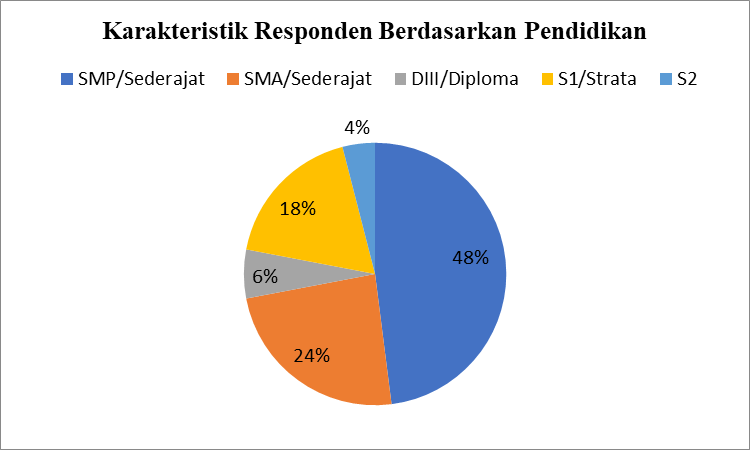 Karakteristik Responden Berdasarkan Pendidikan
SMP/Sederajat SMA/Sederajat DIII/Diploma S1/Strata S2
4%
18%
48%
6%
24%